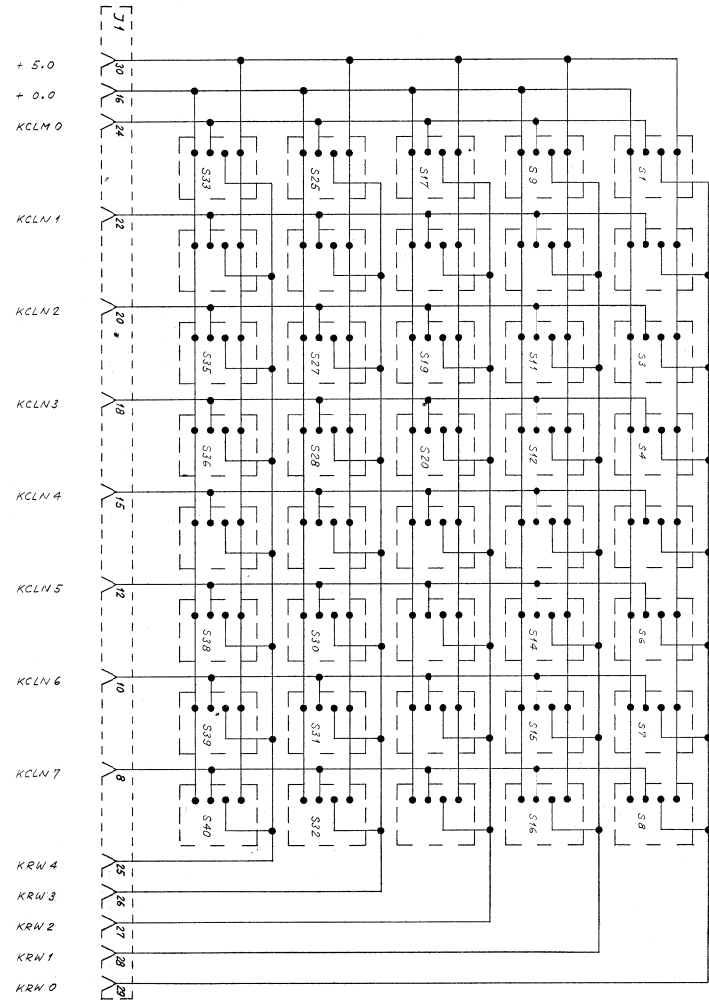 J1
+ 5.0 30
+ 0.0 16
KCLM 0 24
S33 S25 S17 S9 S1
KCLN 1 22
KCLN 2 20
S35 S27 S19 S11 S3
KCLN 3 18
S36 S28 S20 S12 S4
KCLN 4 15
KCLN 5 12
S38 S30 S14 S6
KCLN 6 10
S39 S31 S15 S7
KCLN 7 8
S40 S32 S16 S8
KRW 4 25
KRW 3 26
KRW 2 27
KRW 1 28
KRW 0 29